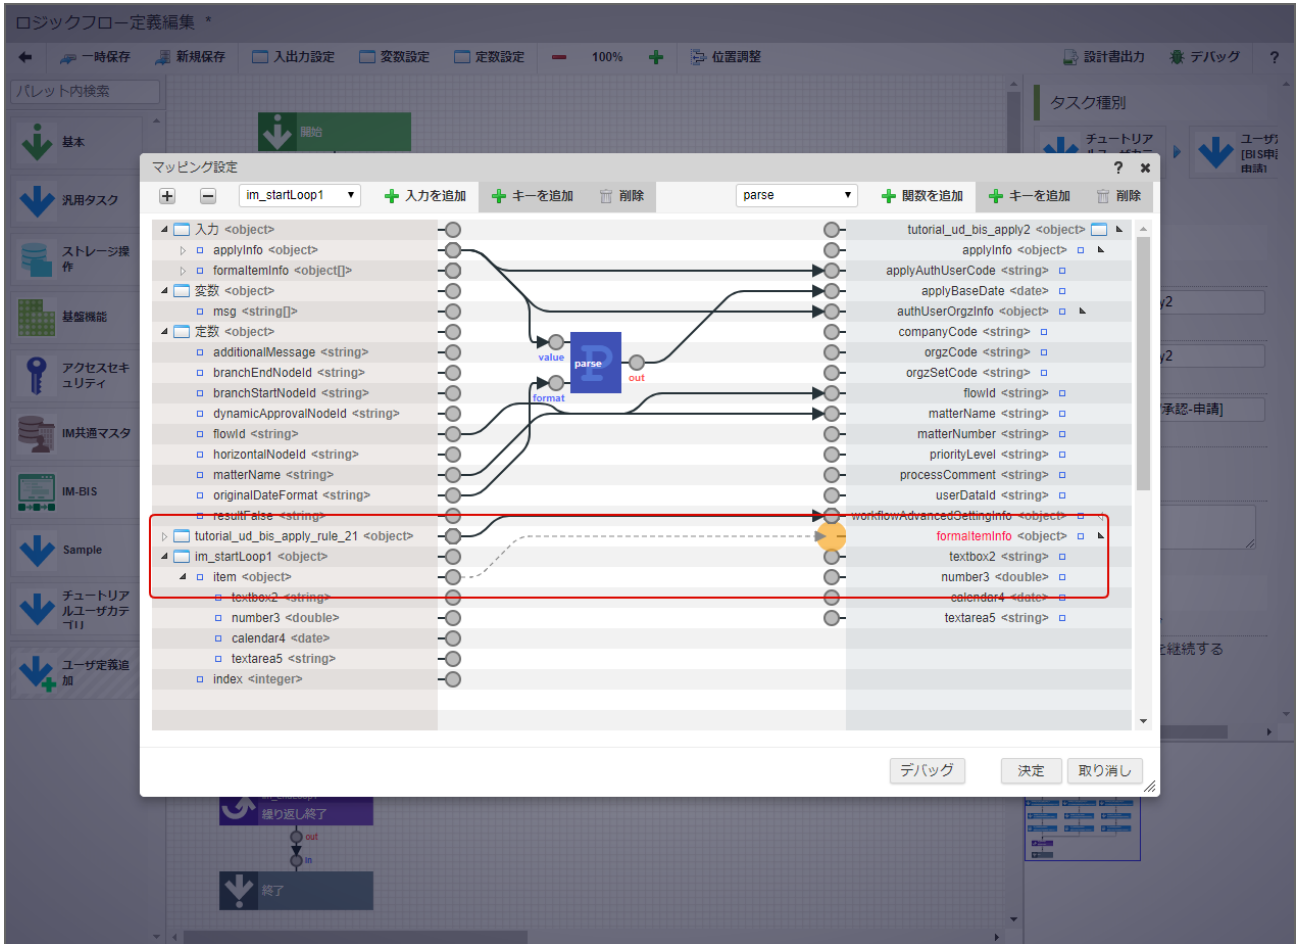 ロジックフロー定義編集 *
一時保存 新規保存 入出力設定 変数設定 定数設定 100% 位置調整 設計書出力 デバッグ ?
パレット内検索
基本
汎用タスク
ストレージ操
作
基盤機能
アクセスセキ
ュリティ
IM共通マスタ
IM-BIS
Sample
チュートリア
ルユーザカテ
ゴリ
ユーザ定義追
加
開始
タスク種別
チュートリア
ルユーザカテ
ユーザ
[BIS申
申請]
マッピング設定 ?
im_startLoop1 入力を追加 キーを追加 削除 parse 関数を追加 キーを追加 削除
入力 <object>
applyInfo <object>
formaItemInfo <object[]>
変数 <object>
msg <string[]>
定数 <object>
additionalMessage <string>
branchEndNodeId <string>
branchStartNodeId <string>
dynamicApprovalNodeId <string>
flowId <string>
horizontalNodeId <string>
matterName <string>
originalDateFormat <string>
resultFalse <string>
tutorial_ud_bis_apply_rule_21 <object>
im_startLoop1 <object>
item <object>
textbox2 <string>
number3 <double>
calendar4 <date>
textarea5 <string>
index <integer>
value
parse
out
format
tutorial_ud_bis_apply2 <object>
applyInfo <object>
applyAuthUserCode <string>
applyBaseDate <date>
authUserOrgzInfo <object>
companyCode <string>
orgzCode <string>
orgzSetCode <string>
flowId <string>
matterName <string>
matterNumber <string>
priorityLevel <string>
processComment <string>
userDataId <string>
workflowAdvancedSettingInfo <object>
formaItemInfo <object>
textbox2 <string>
number3 <double>
calendar4 <date>
textarea5 <string>
y2
y2
承認-申請]
を継続する
デバッグ 決定 取り消し
im_endLoop1
繰り返し終了
out
in
終了